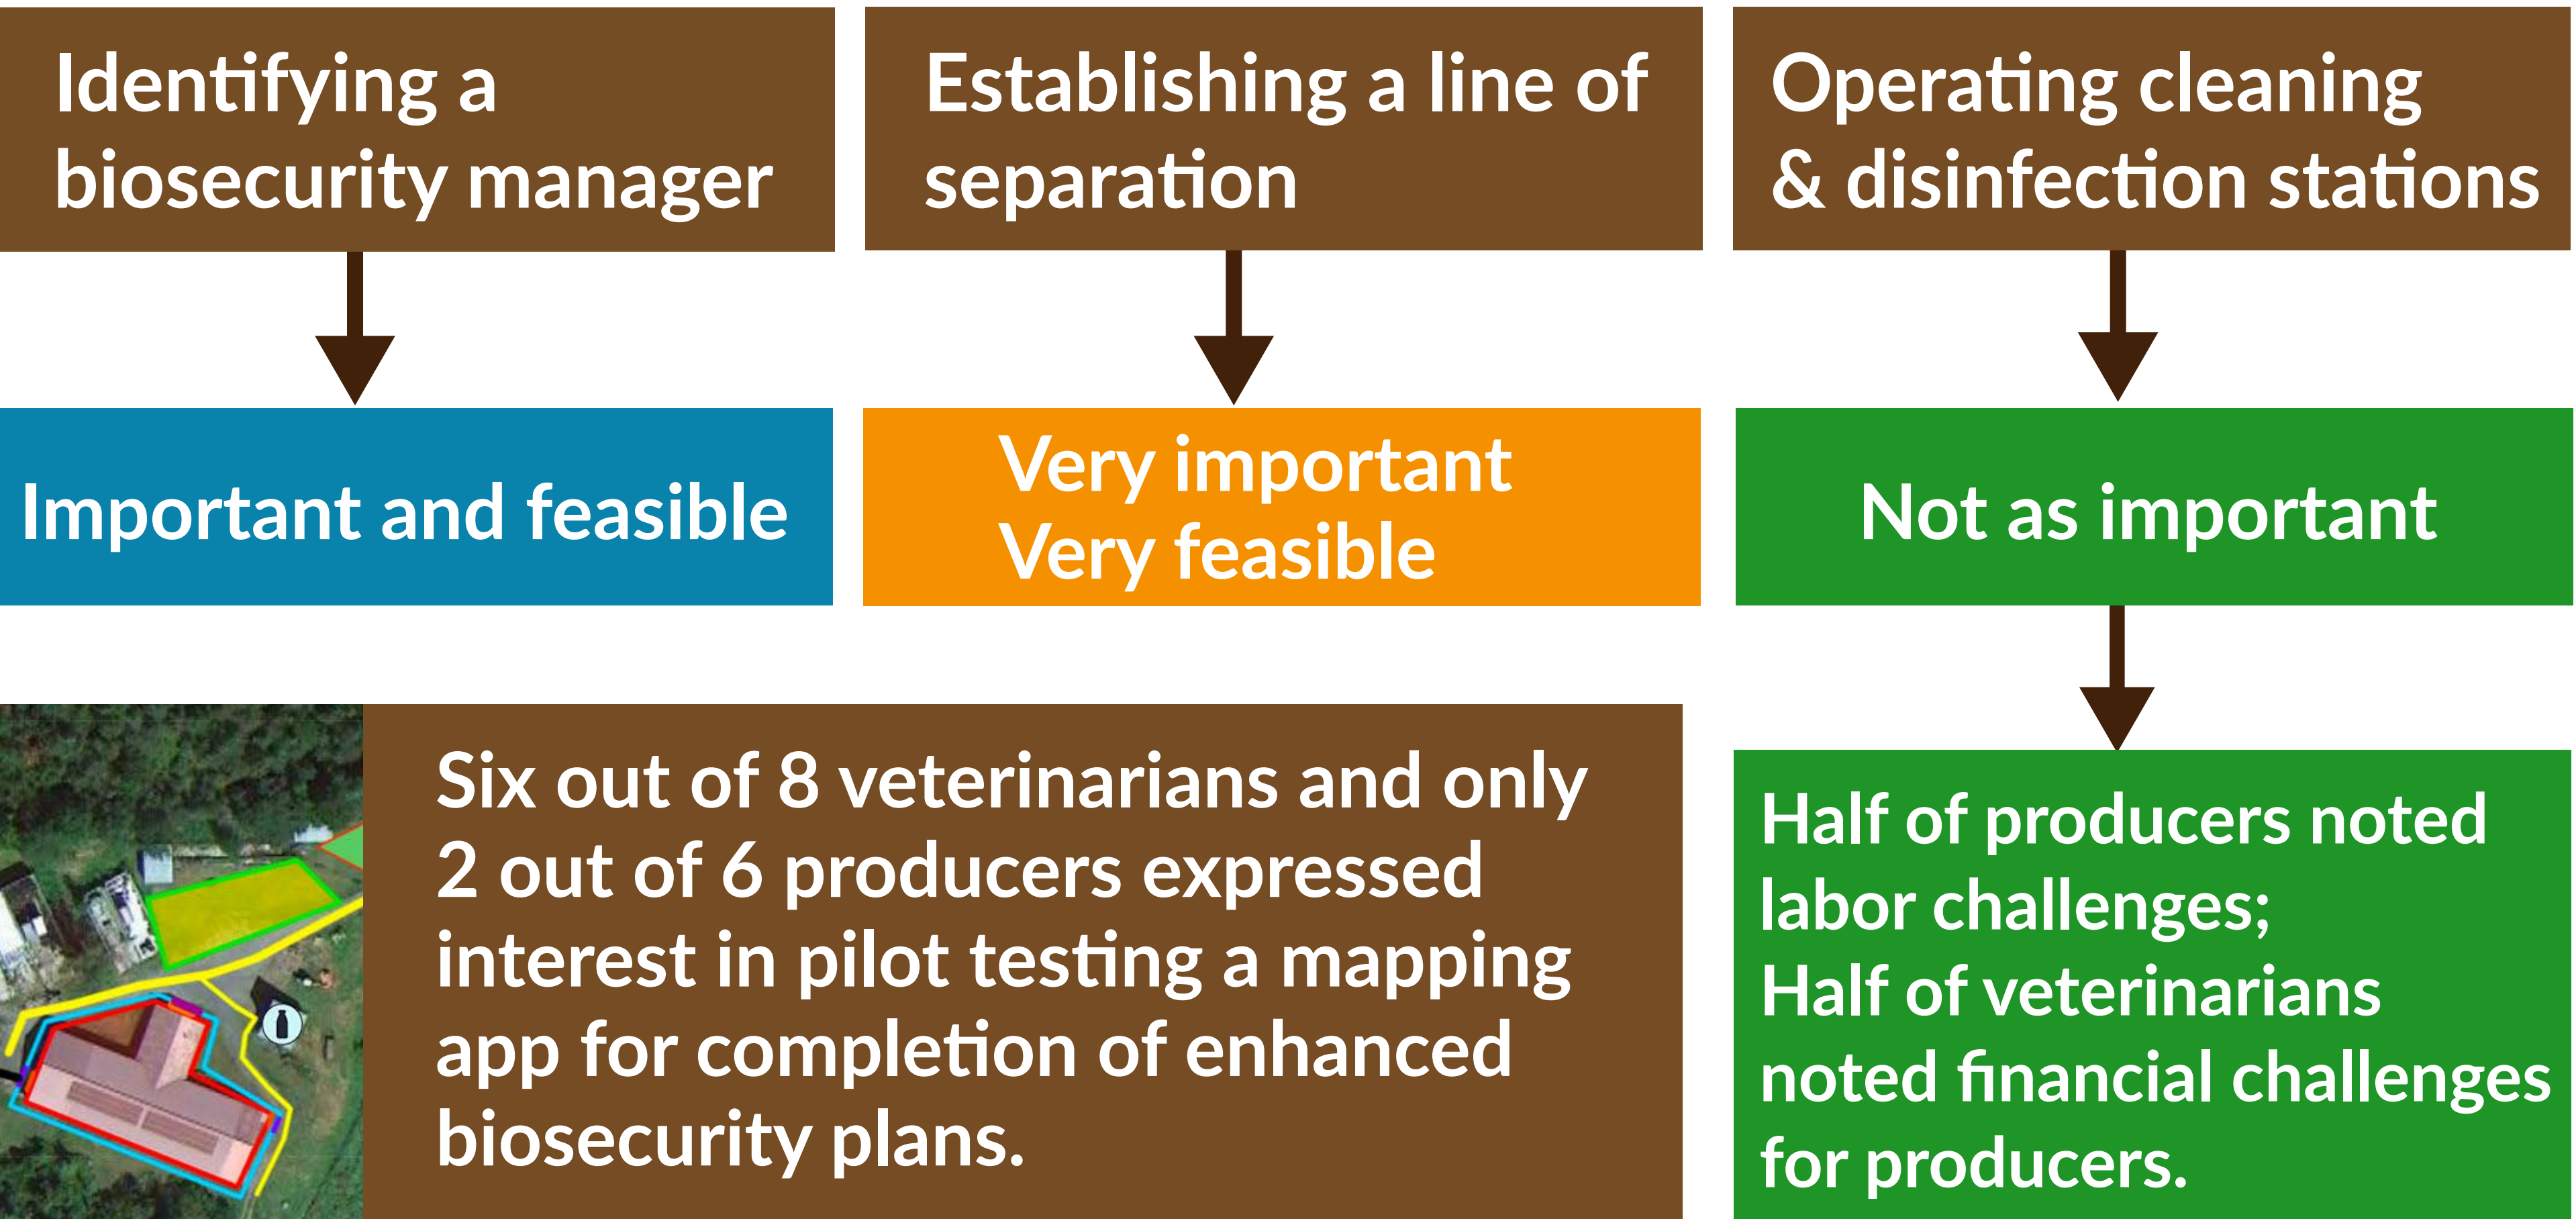 Identifying a
biosecurity manager
Establishing a line of
separation
Operating cleaning
& disinfection stations
Important and feasible
Very important
Very feasible
Not as important
Six out of 8 veterinarians and only
2 out of 6 producers expressed
interest in pilot testing a mapping
app for completion of enhanced
biosecurity plans.
Half of producers noted
labor challenges;
Half of veterinarians
noted financial challenges
for producers.